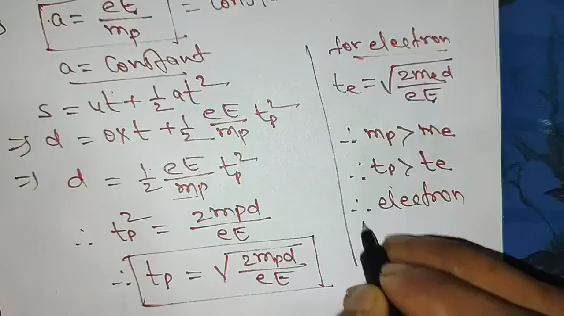 a = eE/mp = const
a = constant
s = ut + 1/2 at²
⇒ d = 0×t + 1/2 eE/mp tp²
⇒ d = 1/2 eE/mp tp²
∴ tp² = 2mpd/eE
∴ tp = √(2mpd/eE)
for electron
te = √(2med/eE)
∴ mp > me
∴ tp > te
∴ electron